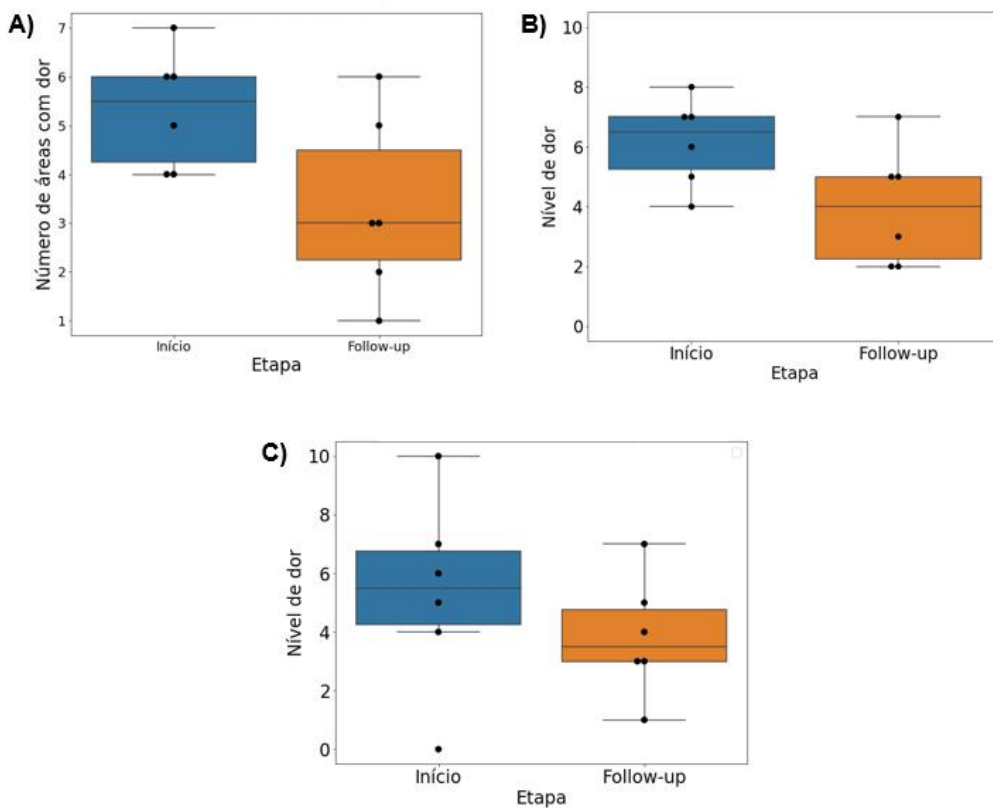 A)
Número de áreas com dor
7
6
5
4
3
2
1
Início
Follow-up
Etapa
B)
Nível de dor
10
8
6
4
2
0
Início
Follow-up
Etapa
C)
Nível de dor
10
8
6
4
2
0
Início
Follow-up
Etapa